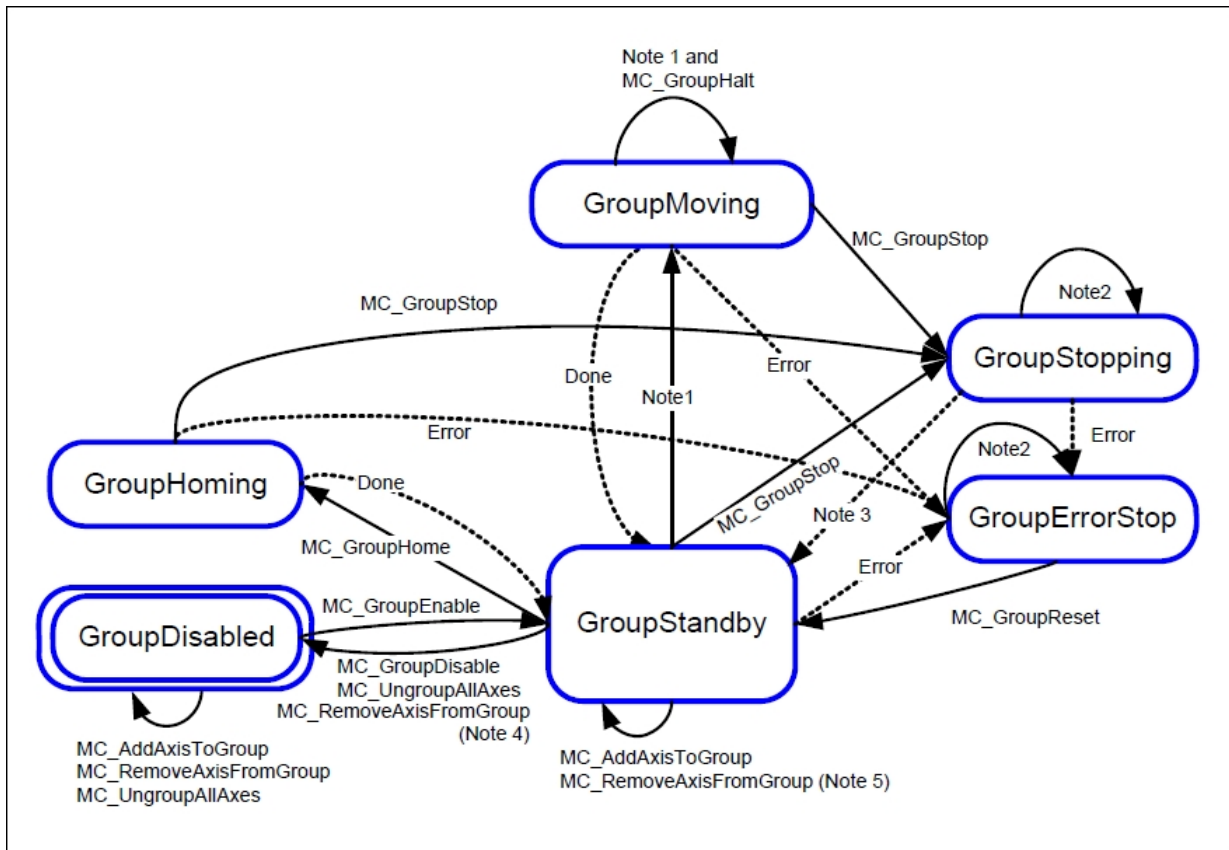 Note 1 and
MC_GroupHalt
GroupMoving
MC_GroupStop
MC_GroupStop
Note2
GroupStopping
Done
Error
Note1
Error
Error
Note2
GroupHoming
Done
MC_GroupStop
Note 3
GroupErrorStop
MC_GroupHome
Error
MC_GroupEnable
GroupStandby
MC_GroupReset
GroupDisabled
MC_GroupDisable
MC_UngroupAllAxes
MC_RemoveAxisFromGroup
(Note 4)
MC_AddAxisToGroup
MC_RemoveAxisFromGroup
MC_UngroupAllAxes
MC_AddAxisToGroup
MC_RemoveAxisFromGroup (Note 5)